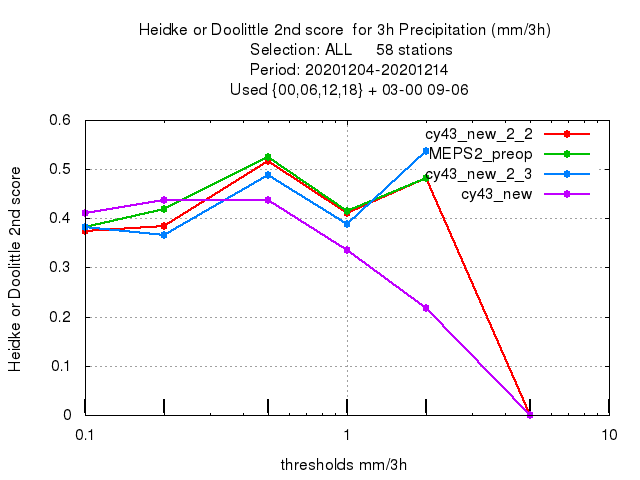 Heidke or Doolittle 2nd score  for 3h Precipitation (mm/3h)
Selection: ALL     58 stations
Period: 20201204-20201214
Used {00,06,12,18} + 03-00 09-06
0.6
0.5
0.4
0.3
0.2
0.1
0
Heidke or Doolittle 2nd score
cy43_new_2_2
MEPS2_preop
cy43_new_2_3
cy43_new
0.1 1 10
thresholds mm/3h